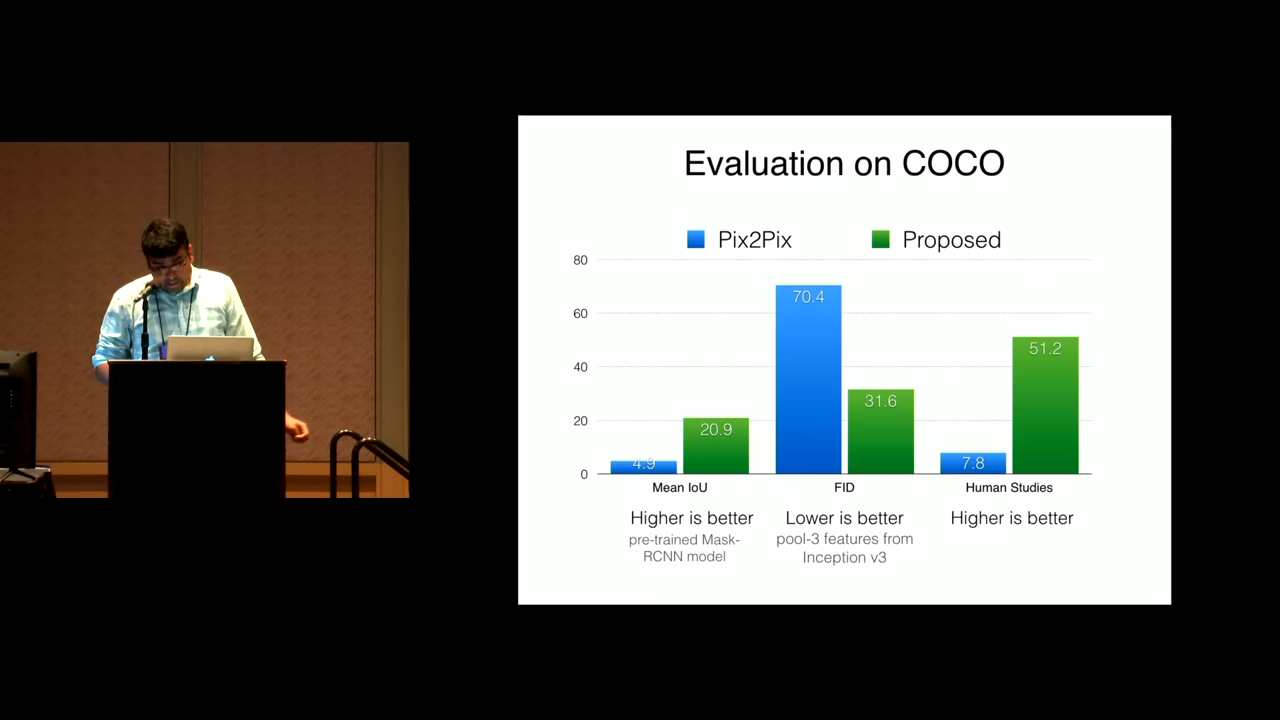 Evaluation on COCO
Pix2Pix Proposed
80
60
40
20
0
4.9
20.9
70.4
31.6
7.8
51.2
Mean IoU FID Human Studies
Higher is better
pre-trained Mask-
RCNN model
Lower is better
pool-3 features from
Inception v3
Higher is better